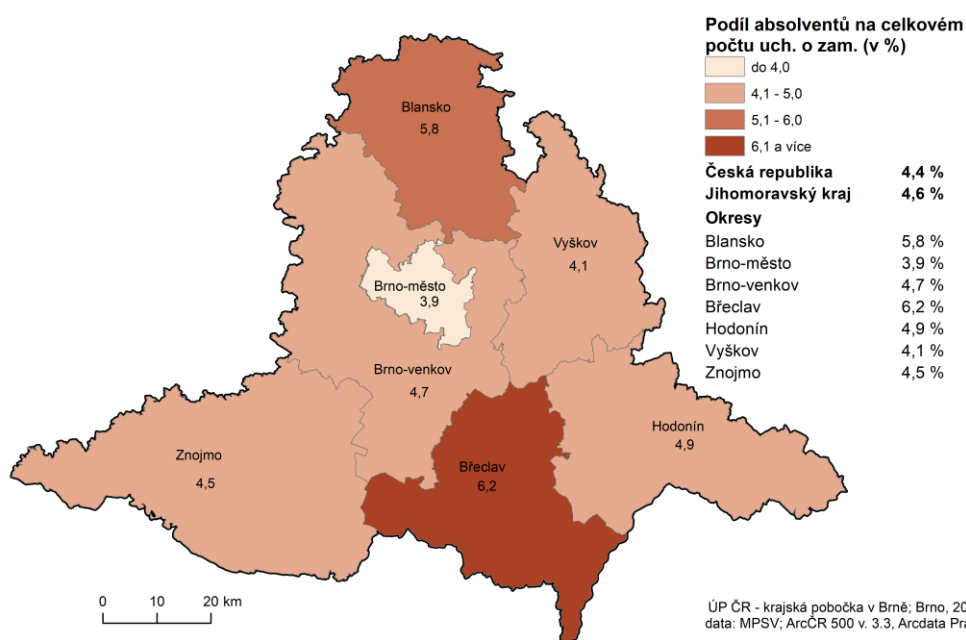 Podíl absolventů na celkovém
počtu uch. o zam. (v %)
do 4,0
4,1 - 5,0
5,1 - 6,0
6,1 a více
Česká republika 4,4 %
Jihomoravský kraj 4,6 %
Okresy
Blansko 5,8 %
Brno-město 3,9 %
Brno-venkov 4,7 %
Břeclav 6,2 %
Hodonín 4,9 %
Vyškov 4,1 %
Znojmo 4,5 %
Blansko
5,8
Vyškov
4,1
Brno-město
3,9
Brno-venkov
4,7
Hodonín
4,9
Znojmo
4,5
Břeclav
6,2
0 10 20 km
ÚP ČR - krajská pobočka v Brně; Brno,
data: MPSV; ArcČR 500 v. 3.3, Arcdata